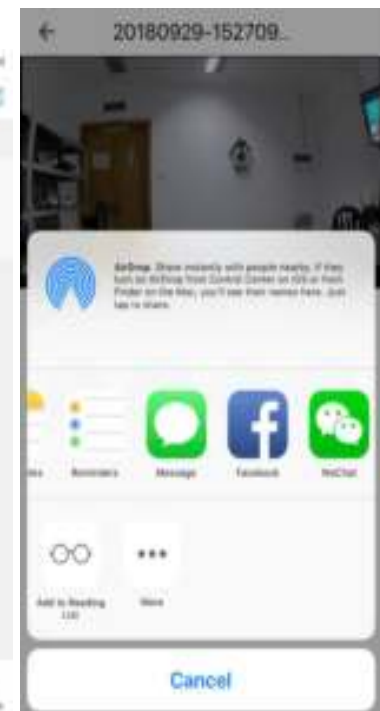 20180929-152709..
AirDrop. Share instantly with people nearby. If they
turn on AirDrop from Control Center on iOS or from
Finder on the Mac, you'll see their names here. Just
tap to share.
Reminders
Message
Facebook
WeChat
Add to Reading
List
More
Cancel